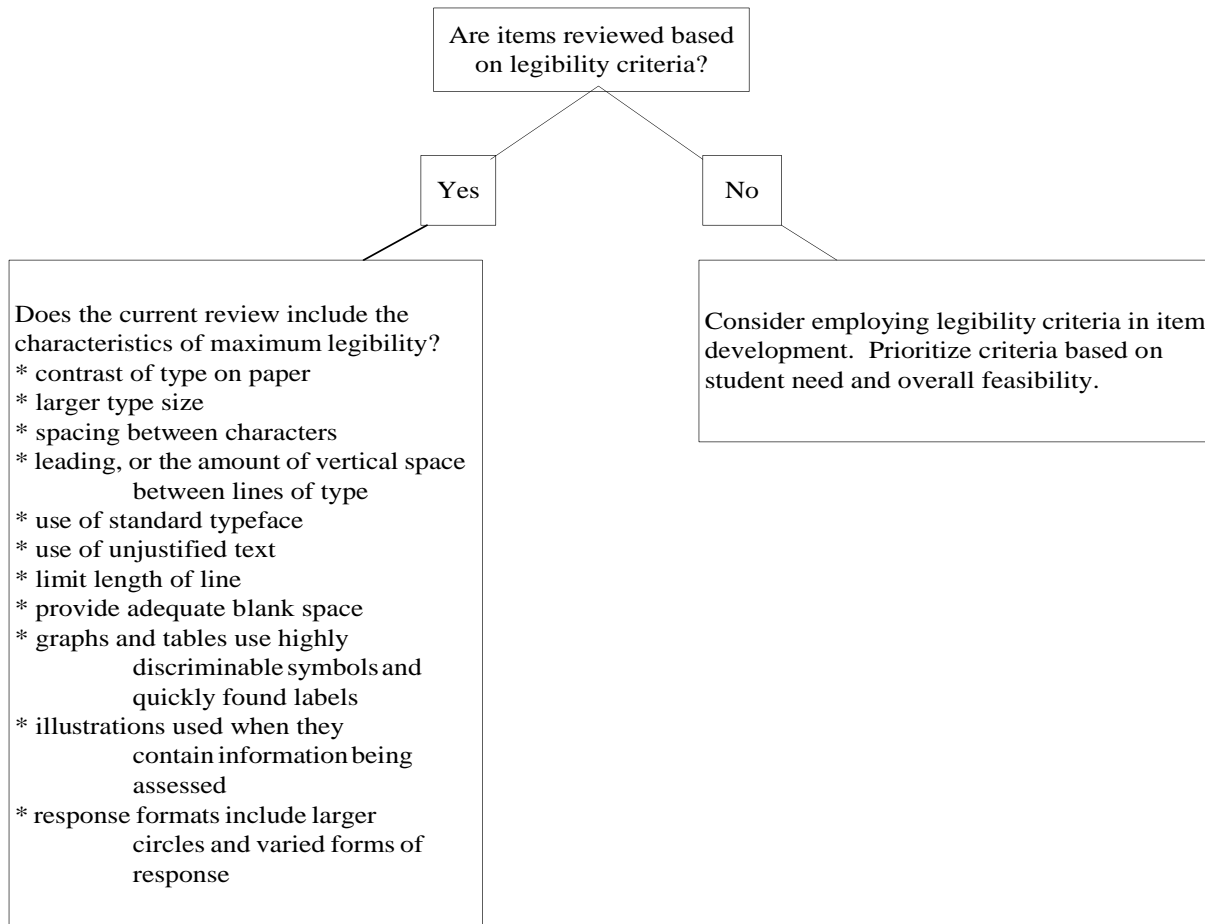 Are items reviewed based
on legibility criteria?
Yes
No
Does the current review include the
characteristics of maximum legibility?
* contrast of type on paper
* larger type size
* spacing between characters
* leading, or the amount of vertical space
between lines of type
* use of standard typeface
* use of unjustified text
* limit length of line
* provide adequate blank space
* graphs and tables use highly
discriminable symbols and
quickly found labels
* illustrations used when they
contain information being
assessed
* response formats include larger
circles and varied forms of
response
Consider employing legibility criteria in item
development.  Prioritize criteria based on
student need and overall feasibility.